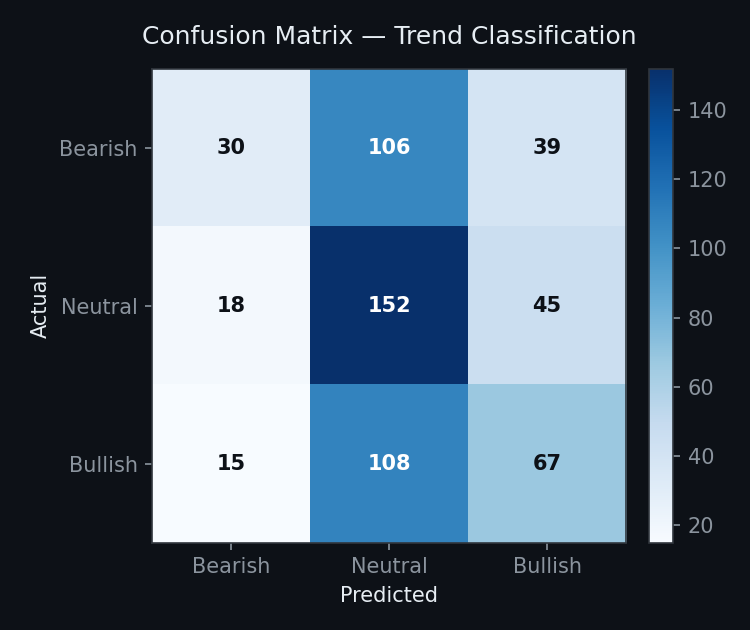 Confusion Matrix — Trend Classification
Bearish 30 106 39
Neutral 18 152 45
Bullish 15 108 67
Bearish Neutral Bullish
Predicted
Actual
140
120
100
80
60
40
20